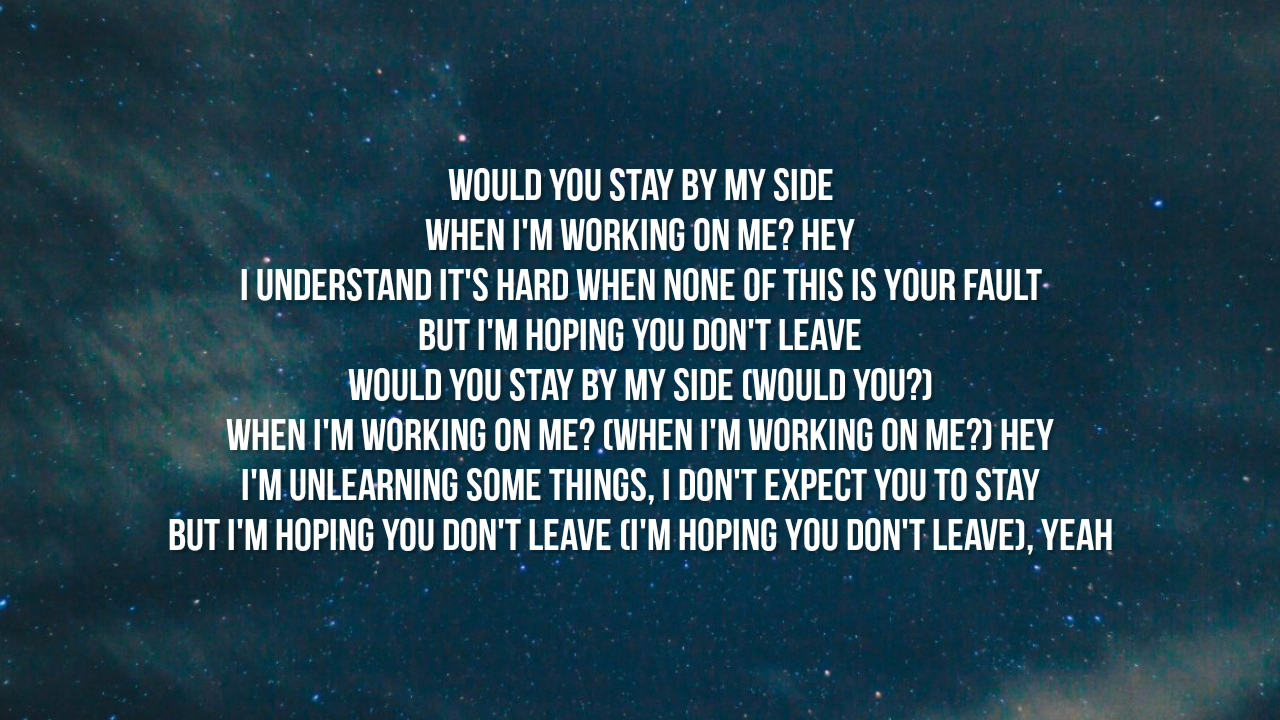 WOULD YOU STAY BY MY SIDE
WHEN I'M WORKING ON ME? HEY
I UNDERSTAND IT'S HARD WHEN NONE OF THIS IS YOUR FAULT
BUT I'M HOPING YOU DON'T LEAVE
WOULD YOU STAY BY MY SIDE (WOULD YOU?)
WHEN I'M WORKING ON ME? (WHEN I'M WORKING ON ME?) HEY
I'M UNLEARNING SOME THINGS, I DON'T EXPECT YOU TO STAY
BUT I'M HOPING YOU DON'T LEAVE (I'M HOPING YOU DON'T LEAVE), YEAH